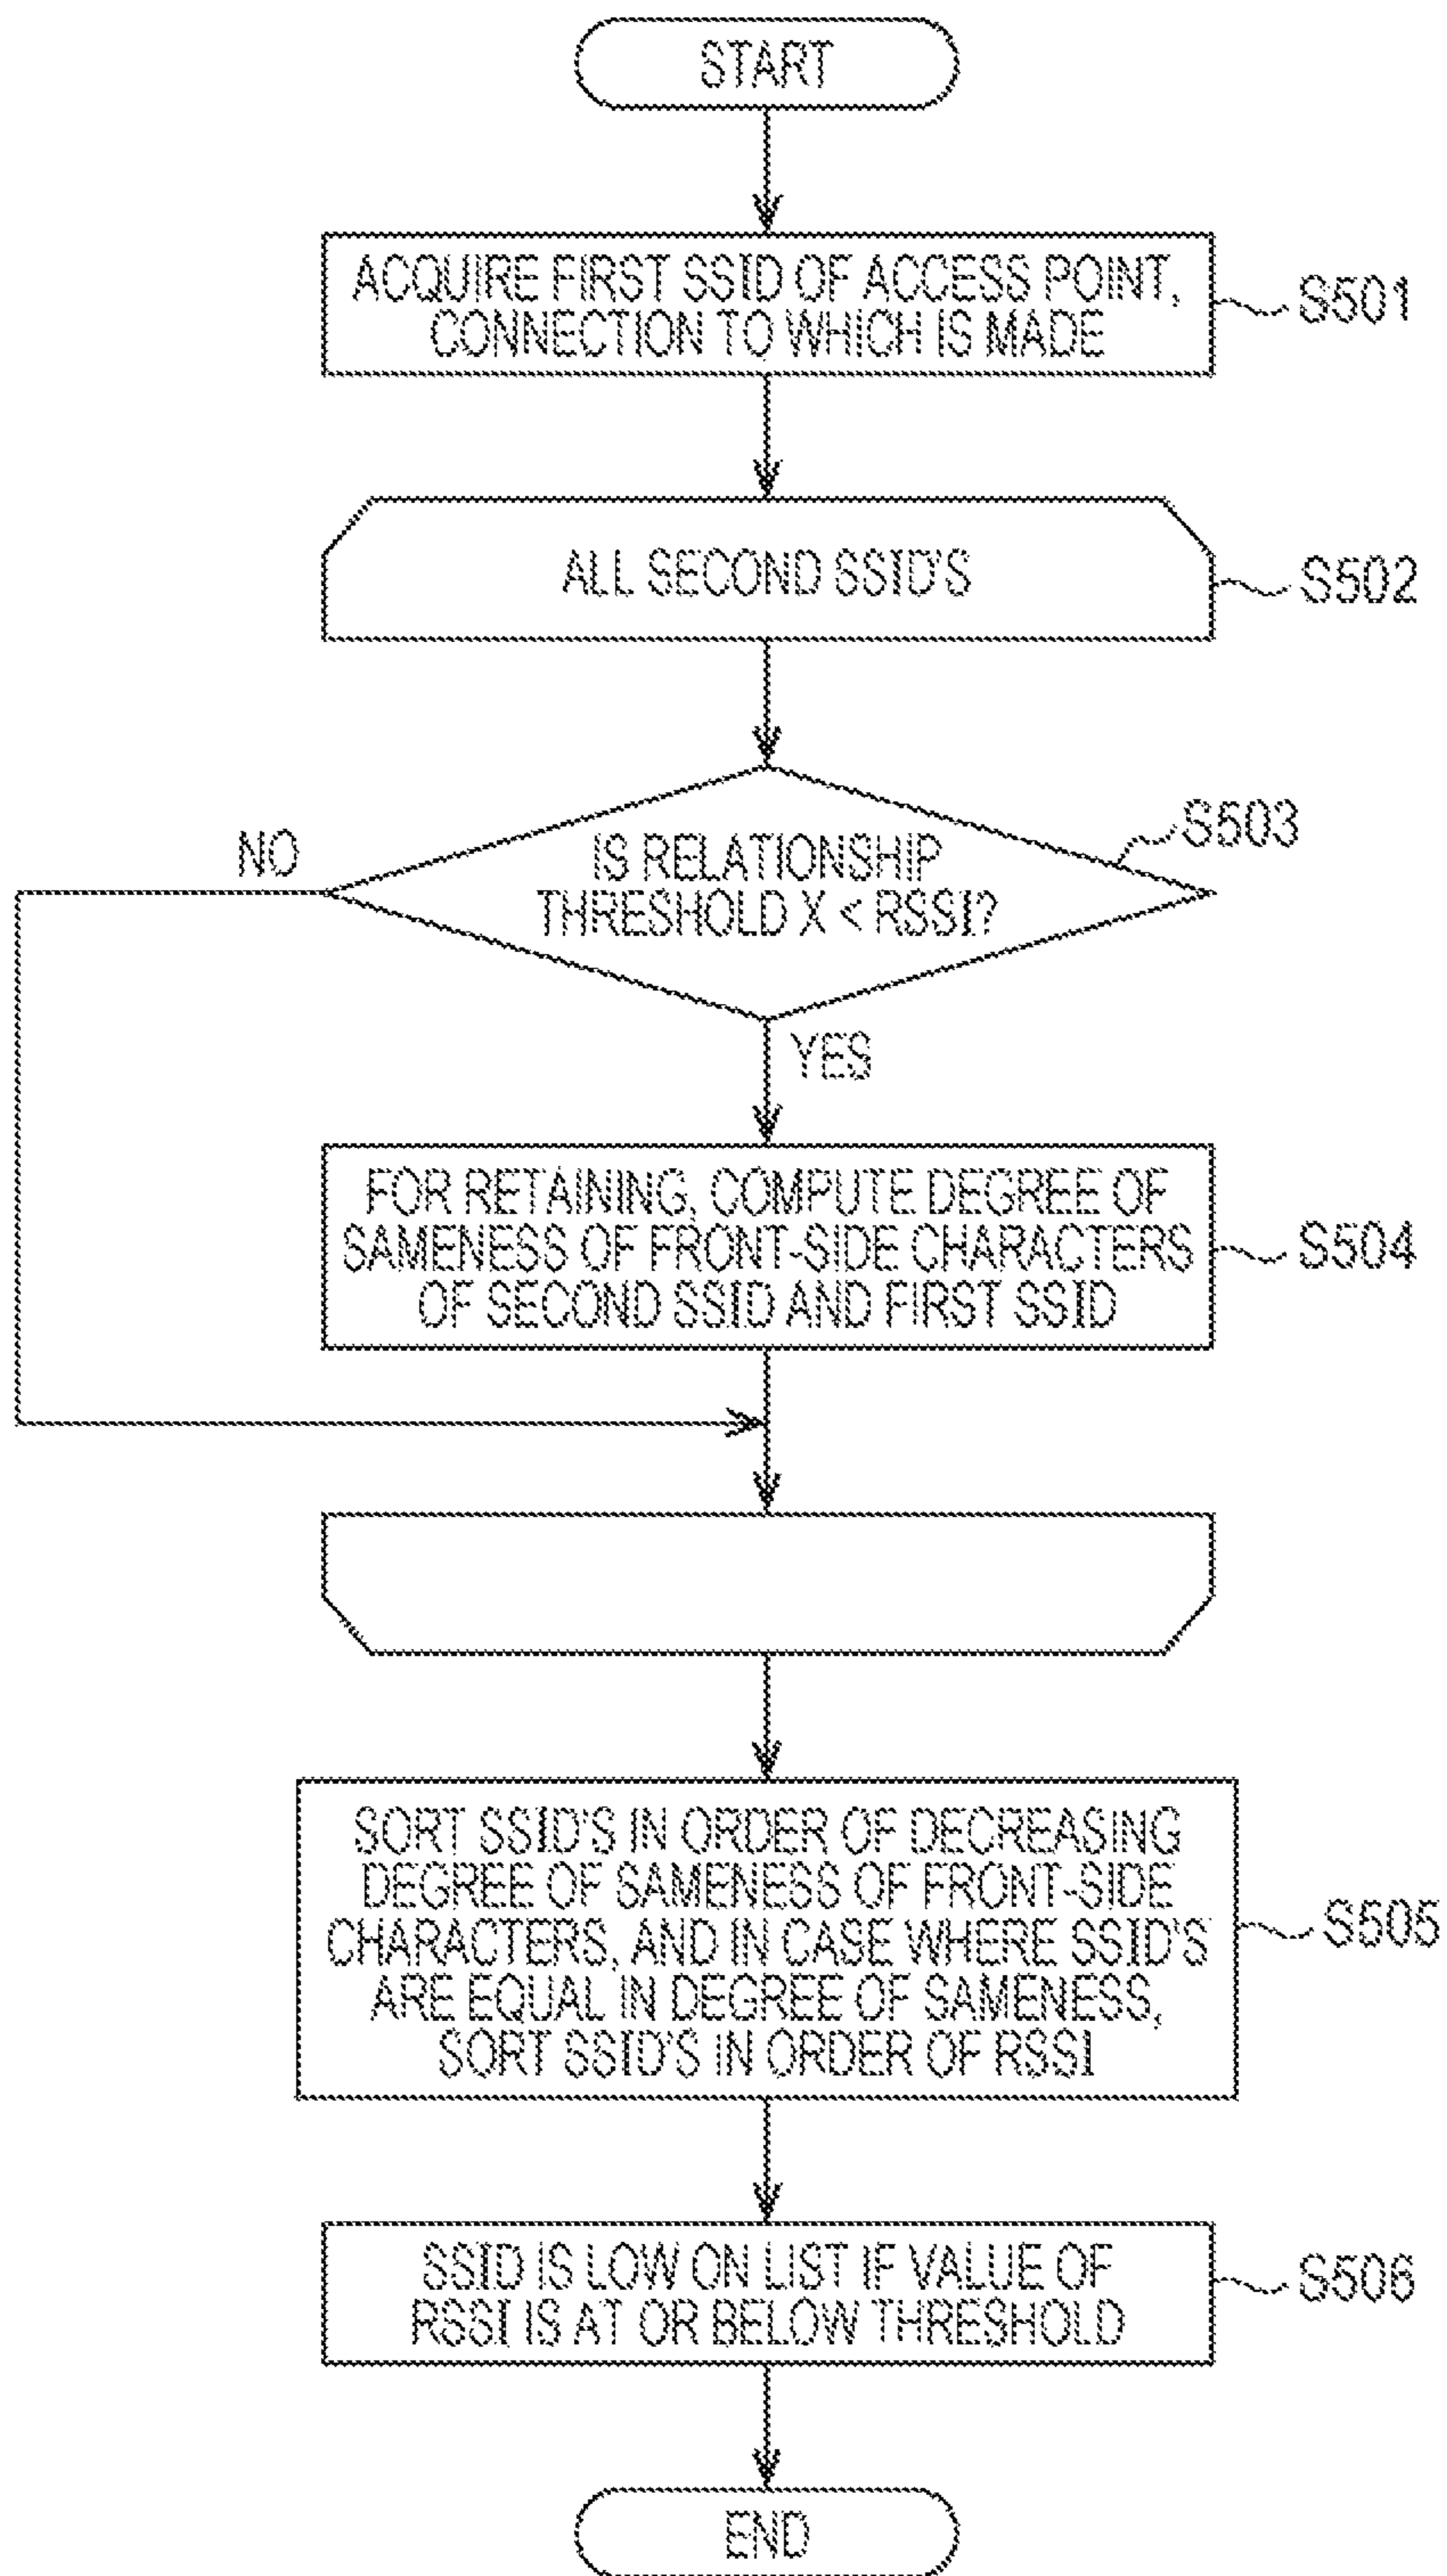 START
ACQUIRE FIRST SSID OF ACCESS POINT,
CONNECTION TO WHICH IS MADE
S501
ALL SECOND SSID'S
S502
IS RELATIONSHIP
THRESHOLD X < RSSI?
S503
NO
YES
FOR RETAINING, COMPUTE DEGREE OF
SAMENESS OF FRONT-SIDE CHARACTERS
OF SECOND SSID AND FIRST SSID
S504
SORT SSID'S IN ORDER OF DECREASING
DEGREE OF SAMENESS OF FRONT-SIDE
CHARACTERS, AND IN CASE WHERE SSID'S
ARE EQUAL IN DEGREE OF SAMENESS,
SORT SSID'S IN ORDER OF RSSI
S505
SSID IS LOW ON LIST IF VALUE OF
RSSI IS AT OR BELOW THRESHOLD
S506
END